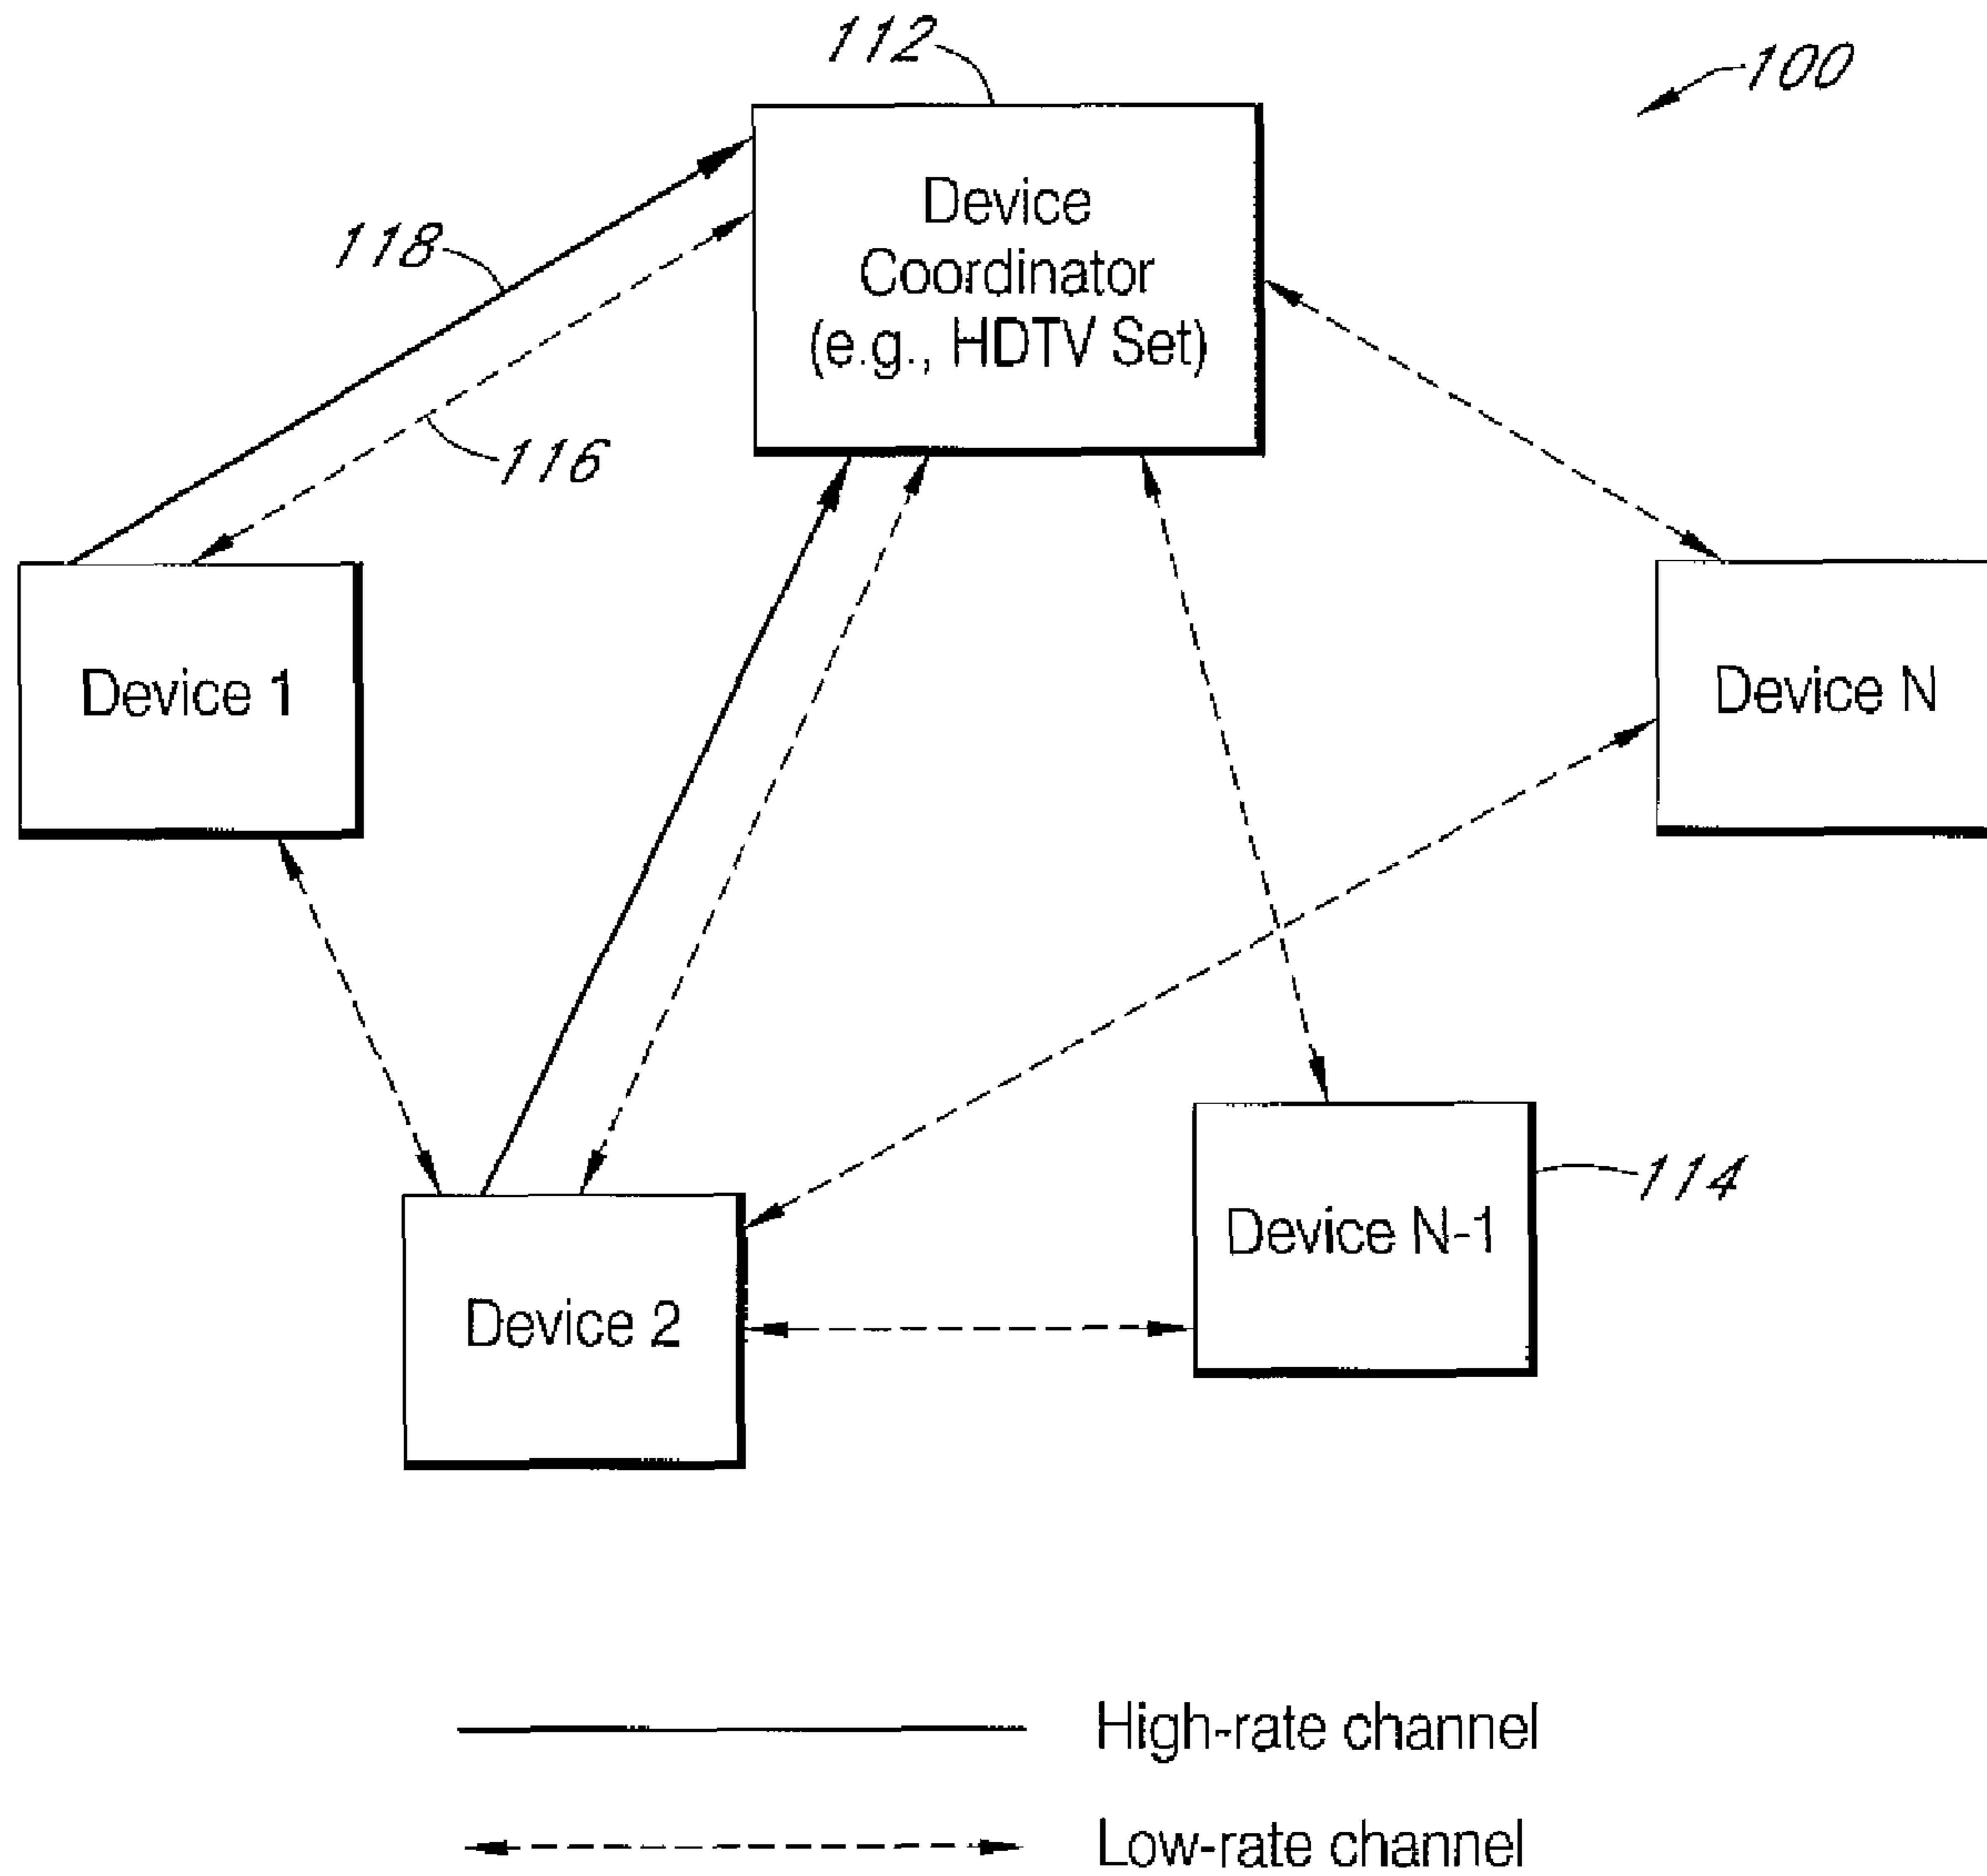 112
100
Device
Coordinator
(e.g., HDTV Set)
118
116
Device 1
Device N
114
Device N-1
Device 2
High-rate channel
Low-rate channel